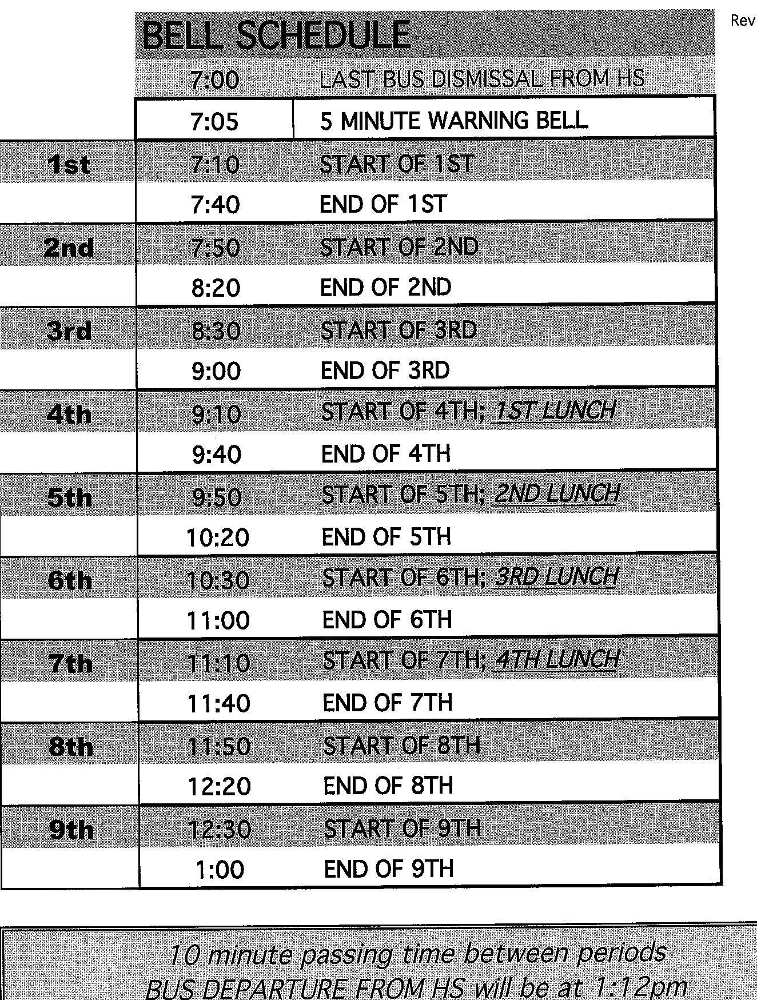 Rev
BELL SCHEDULE
7:00 LAST BUS DISMISSAL FROM HS
7:05 5 MINUTE WARNING BELL
1st 7:10 START OF 1ST
7:40 END OF 1ST
2nd 7:50 START OF 2ND
8:20 END OF 2ND
3rd 8:30 START OF 3RD
9:00 END OF 3RD
4th 9:10 START OF 4TH; 1ST LUNCH
9:40 END OF 4TH
5th 9:50 START OF 5TH; 2ND LUNCH
10:20 END OF 5TH
6th 10:30 START OF 6TH; 3RD LUNCH
11:00 END OF 6TH
7th 11:10 START OF 7TH; 4TH LUNCH
11:40 END OF 7TH
8th 11:50 START OF 8TH
12:20 END OF 8TH
9th 12:30 START OF 9TH
1:00 END OF 9TH
10 minute passing time between periods
BUS DEPARTURE FROM HS will be at 1:12pm